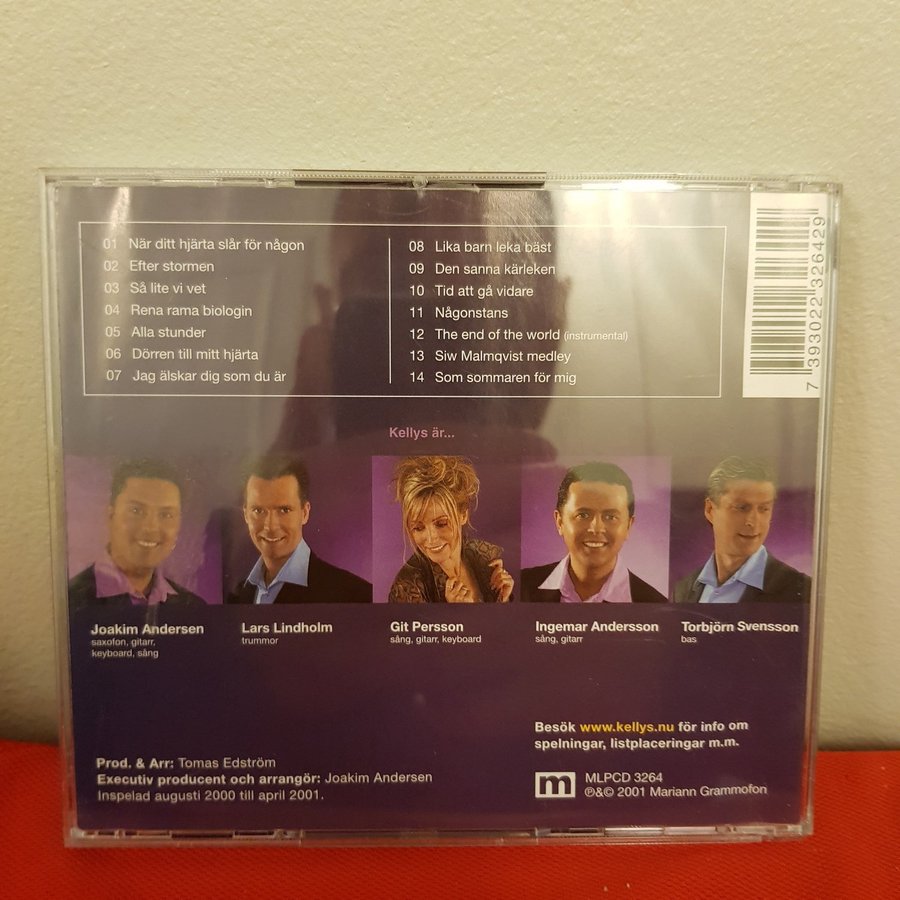 01 När ditt hjärta slår för någon
02 Efter stormen
03 Så lite vi vet
04 Rena rama biologin
05 Alla stunder
06 Dörren till mitt hjärta
07 Jag älskar dig som du är
08 Lika barn leka bäst
09 Den sanna kärleken
10 Tid att gå vidare
11 Någonstans
12 The end of the world (instrumental)
13 Siw Malmqvist medley
14 Som sommaren för mig
7 393022 326429
Kellys är...
Joakim Andersen
saxofon, gitarr,
keyboard, sång
Lars Lindholm
trummor
Git Persson
sång, gitarr, keyboard
Ingemar Andersson
sång, gitarr
Torbjörn Svensson
bas
Besök www.kellys.nu för info om
spelningar, listplaceringar m.m.
Prod. & Arr: Tomas Edström
Executiv producent och arrangör: Joakim Andersen
Inspelad augusti 2000 till april 2001.
m
MLPCD 3264
℗&© 2001 Mariann Grammofon